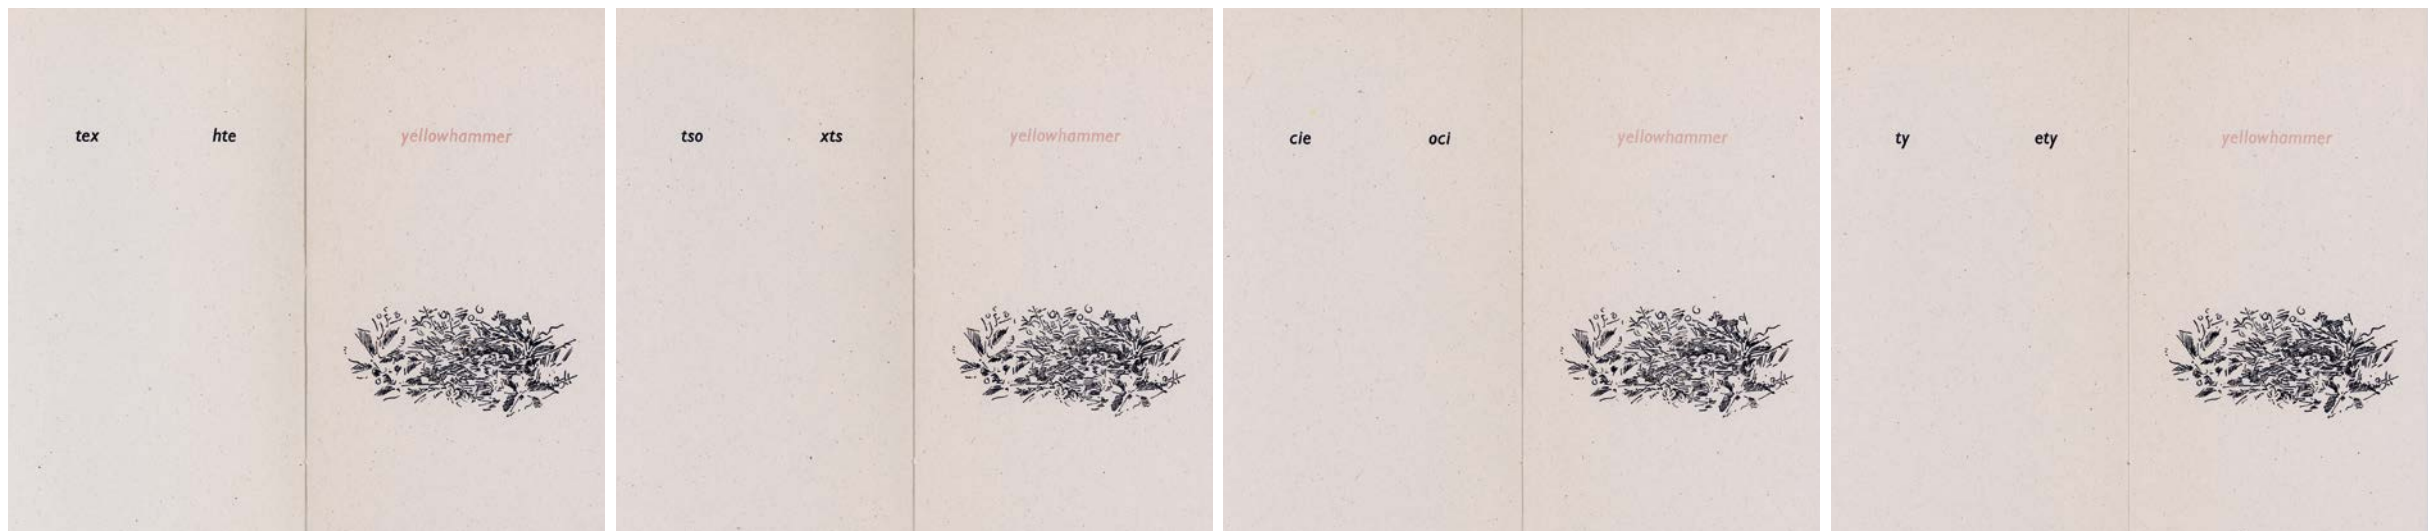 tex hte yellowhammer
tso xts yellowhammer
cie oci yellowhammer
ty ety yellowhammer